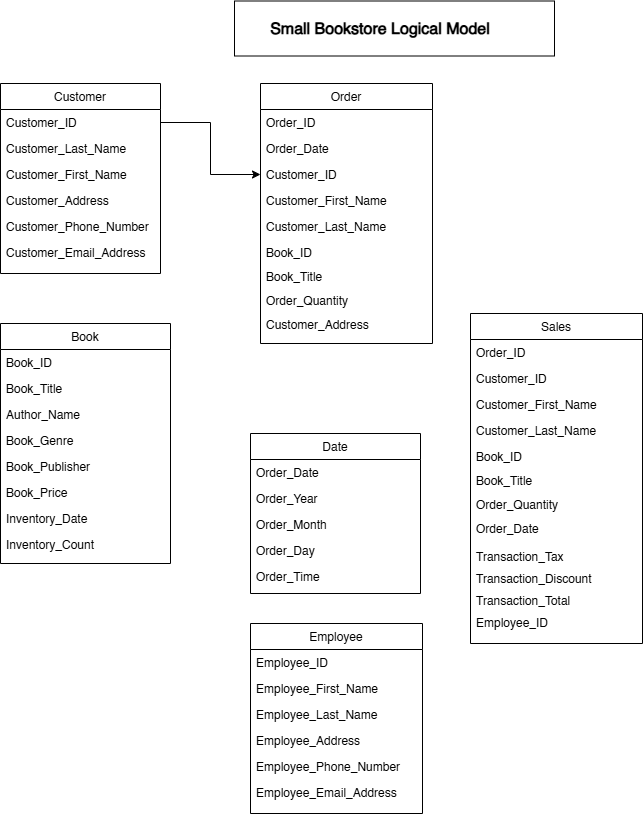 Small Bookstore Logical Model
Customer
Customer_ID
Customer_Last_Name
Customer_First_Name
Customer_Address
Customer_Phone_Number
Customer_Email_Address
Order
Order_ID
Order_Date
Customer_ID
Customer_First_Name
Customer_Last_Name
Book_ID
Book_Title
Order_Quantity
Customer_Address
Book
Book_ID
Book_Title
Author_Name
Book_Genre
Book_Publisher
Book_Price
Inventory_Date
Inventory_Count
Date
Order_Date
Order_Year
Order_Month
Order_Day
Order_Time
Sales
Order_ID
Customer_ID
Customer_First_Name
Customer_Last_Name
Book_ID
Book_Title
Order_Quantity
Order_Date
Transaction_Tax
Transaction_Discount
Transaction_Total
Employee_ID
Employee
Employee_ID
Employee_First_Name
Employee_Last_Name
Employee_Address
Employee_Phone_Number
Employee_Email_Address